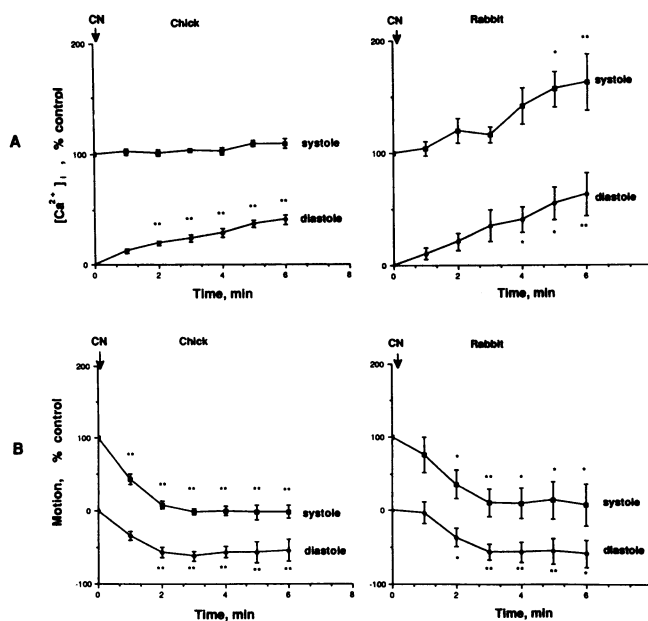 CN
Chick
200
100
0
0
2
4
6
8
Time, min
systole
diastole
**
**
**
**
**
A
[Ca2+]i , % control
CN
Rabbit
200
100
0
0
2
4
6
8
Time, min
systole
diastole
*
**
*
*
**
CN
Chick
200
100
0
-100
0
2
4
6
8
Time, min
systole
diastole
**
**
**
**
**
**
**
**
**
**
**
B
Motion, % control
CN
Rabbit
200
100
0
-100
0
2
4
6
8
Time, min
systole
diastole
*
**
*
*
*
*
**
**
**
*